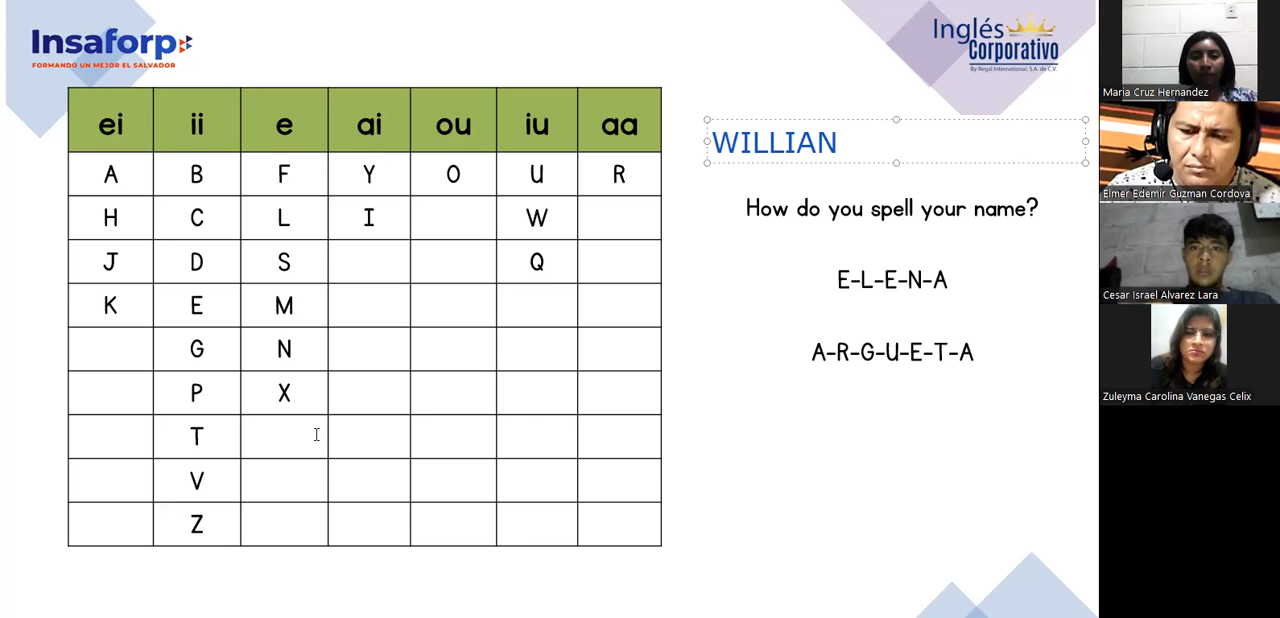 Insaforp
FORMANDO UN MEJOR EL SALVADOR
Inglés
Corporativo
By Regal International, S.A. de C.V.
ei ii e ai ou iu aa
A B F Y O U R
H C L I W
J D S Q
K E M
G N
P X
T
V
Z
WILLIAN
How do you spell your name?
E-L-E-N-A
A-R-G-U-E-T-A
Maria Cruz Hernandez
Elmer Edemir Guzman Cordova
Cesar Israel Alvarez Lara
Zuleyma Carolina Vanegas Celix